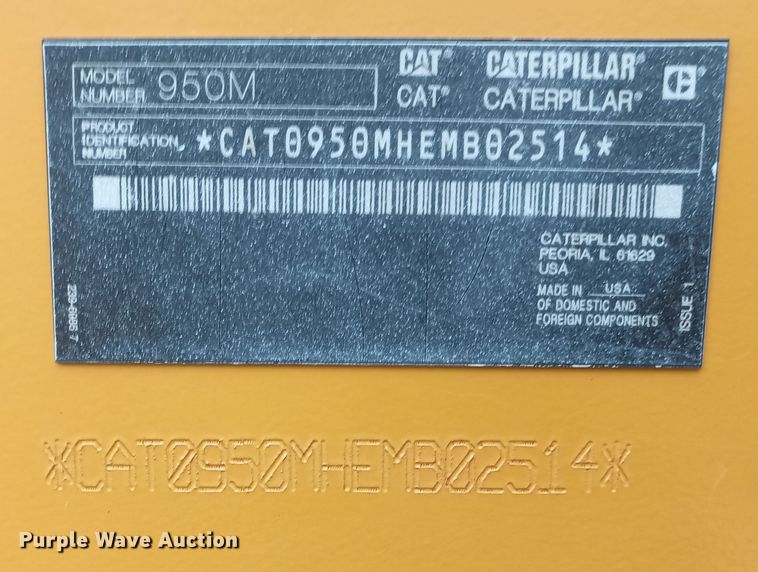 MODEL NUMBER 950M
CAT® CATERPILLAR®
CAT® CATERPILLAR®
C®
PRODUCT IDENTIFICATION NUMBER *CAT0950MHEMB02514*
CATERPILLAR INC.
PEORIA, IL 61629
USA
MADE IN USA
OF DOMESTIC AND
FOREIGN COMPONENTS
ISSUE 1
*CAT0950MHEMB02514*
Purple Wave Auction